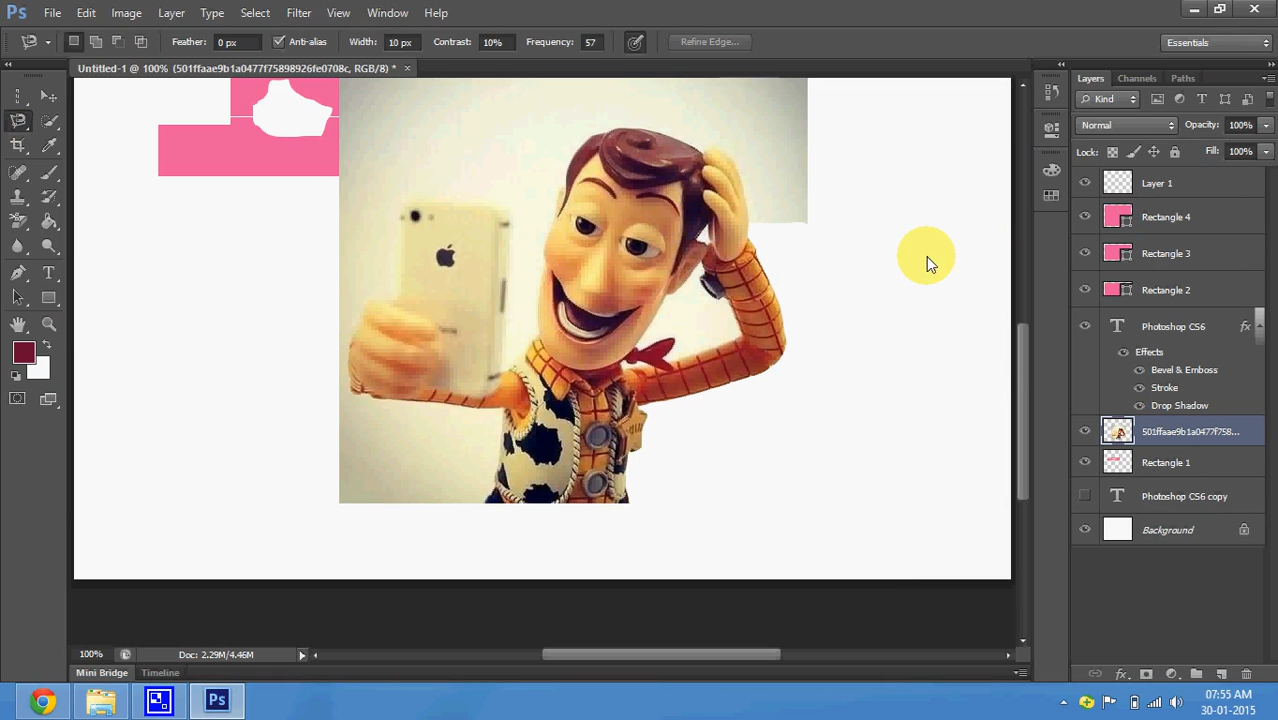 Ps File Edit Image Layer Type Select Filter View Window Help
Feather: 0 px Anti-alias Width: 10 px Contrast: 10% Frequency: 57 Refine Edge... Essentials
Untitled-1 @ 100% (501ffaae9b1a0477f75898926fe0708c, RGB/8) * ×
Layers Channels Paths
Kind
Normal Opacity: 100%
Lock: Fill: 100%
Layer 1
Rectangle 4
Rectangle 3
Rectangle 2
T Photoshop CS6 fx
Effects
Bevel & Emboss
Stroke
Drop Shadow
501ffaae9b1a0477f758...
Rectangle 1
T Photoshop CS6 copy
Background
100% Doc: 2.29M/4.46M
Mini Bridge Timeline
Ps
07:55 AM
30-01-2015